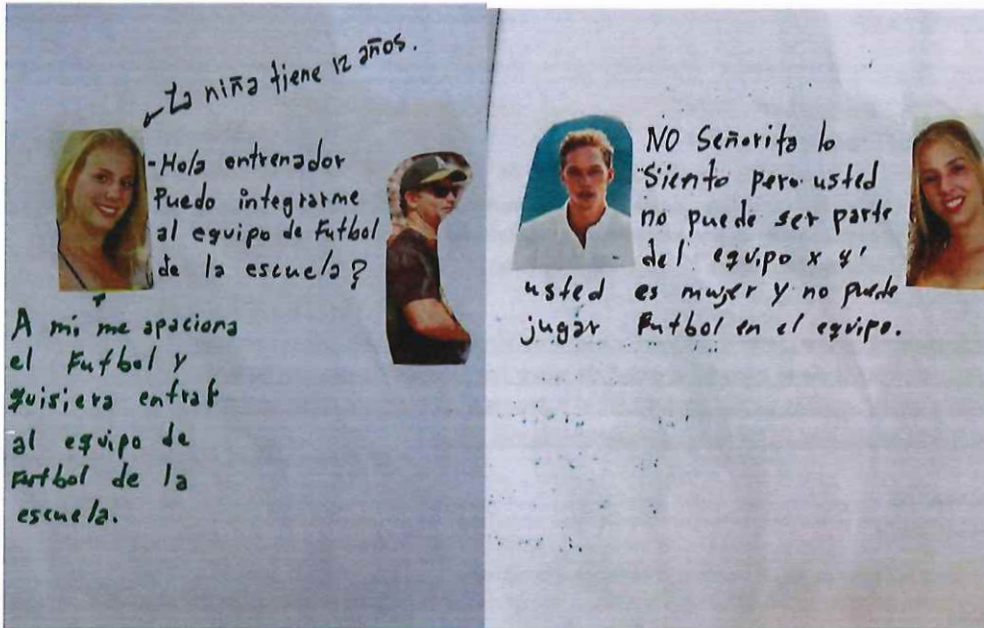 La niña tiene 12 años.
-Hola entrenador
Puedo integrarme
al equipo de Futbol
de la escuela?
A mi me apaciona
el Futbol y
quisiera entrar
al equipo de
Futbol de la
escuela.
NO Señorita lo
Siento pero usted
no puede ser parte
del equipo x q'
usted es mujer y no puede
jugar Futbol en el equipo.